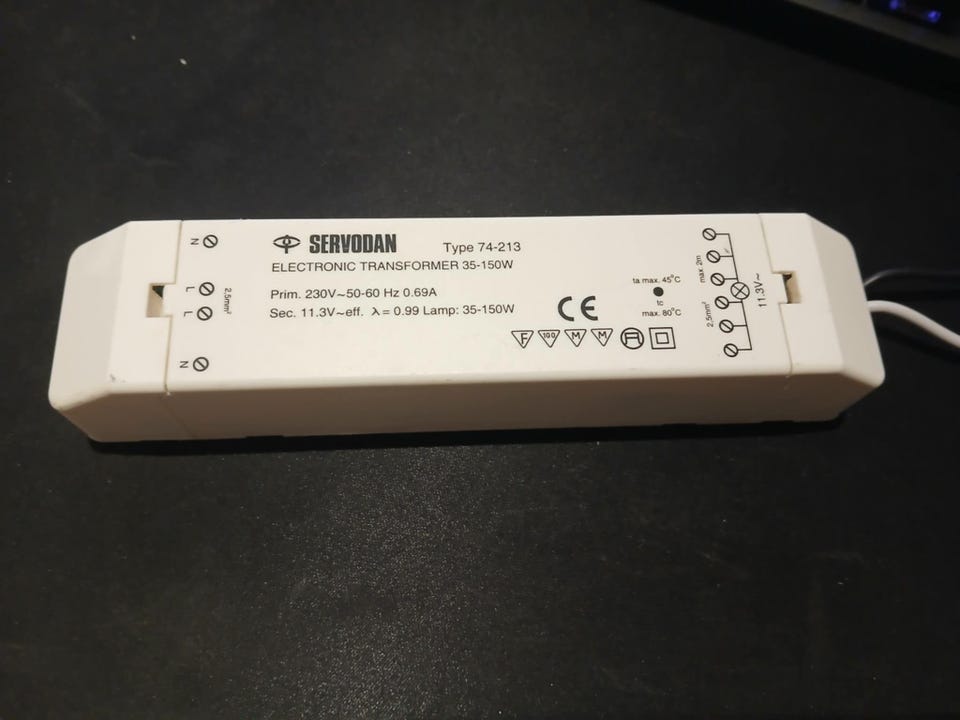 N
L
L
N
2,5mm²
SERVODAN Type 74-213
ELECTRONIC TRANSFORMER 35-150W
Prim. 230V~50-60 Hz 0.69A
Sec. 11.3V~eff. λ = 0.99 Lamp: 35-150W
CE
F 100 M M
ta max. 45°C
tc
max. 80°C
max. 2m
2,5mm²
11.3V~